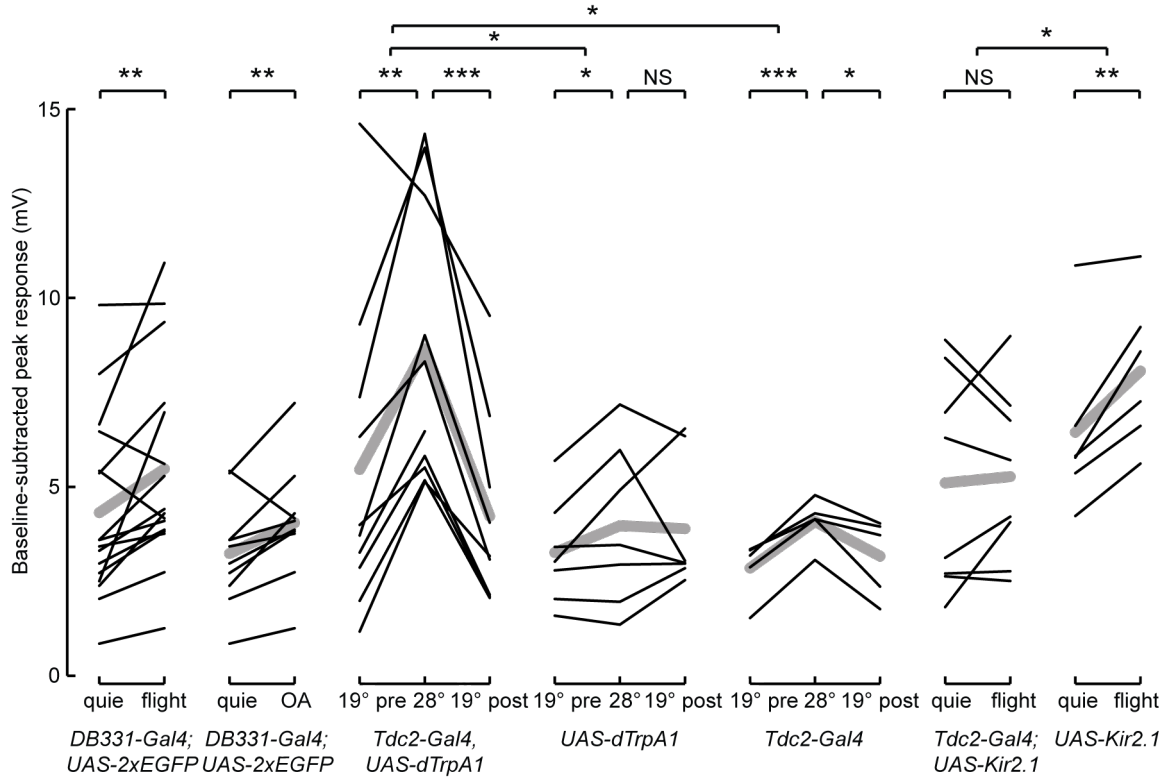 *
*
*
** ** ** *** * NS *** * NS **
15
10
5
0
Baseline-subtracted peak response (mV)
quie flight quie OA 19° pre 28° 19° post 19° pre 28° 19° post 19° pre 28° 19° post quie flight quie flight
DB331-Gal4; DB331-Gal4; Tdc2-Gal4, UAS-dTrpA1 Tdc2-Gal4 Tdc2-Gal4; UAS-Kir2.1
UAS-2xEGFP UAS-2xEGFP UAS-dTrpA1 UAS-Kir2.1